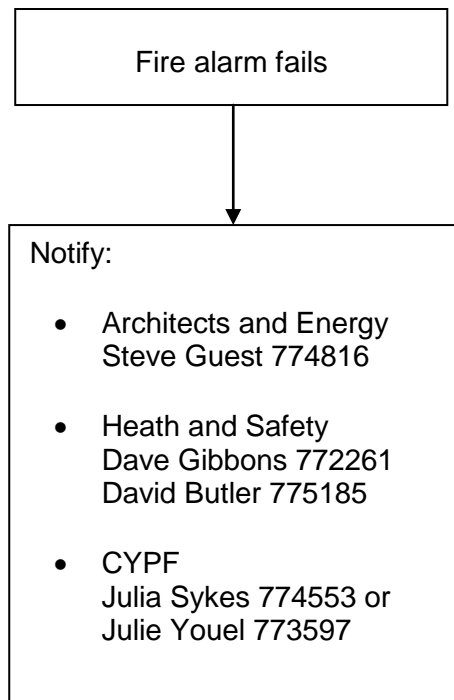 Fire alarm fails
Notify:
• Architects and Energy
Steve Guest 774816
• Heath and Safety
Dave Gibbons 772261
David Butler 775185
• CYPF
Julia Sykes 774553 or
Julie Youel 773597